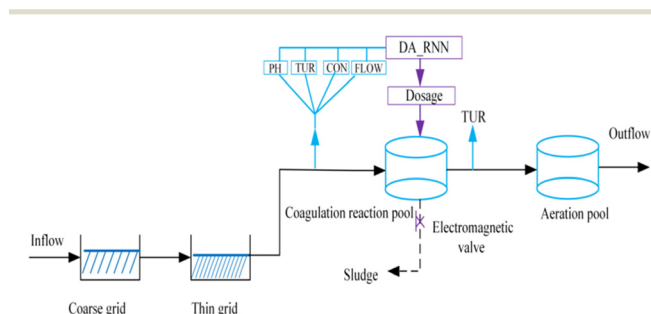 DA_RNN
PH TUR CON FLOW
Dosage
TUR
Outflow
Coagulation reaction pool
Aeration pool
Electromagnetic
valve
Inflow
Sludge
Coarse grid
Thin grid